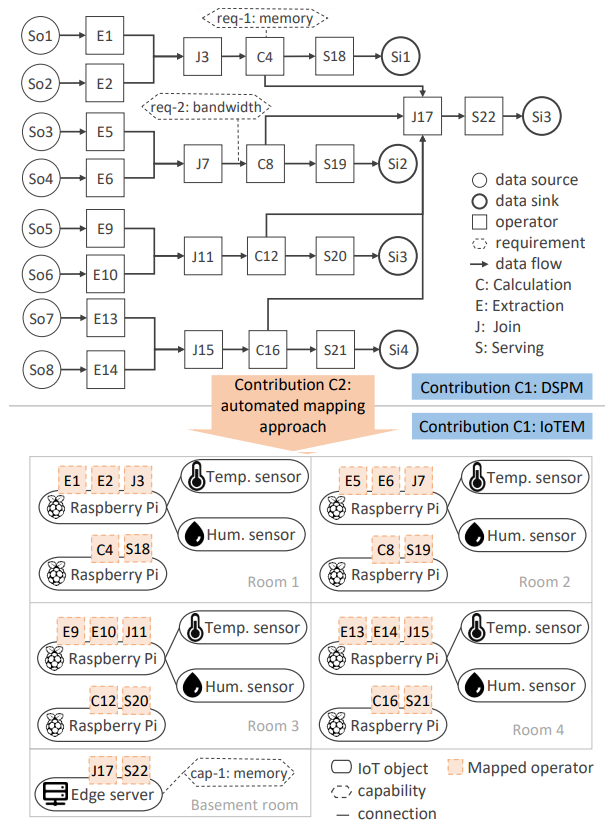 req-1: memory
So1 E1 J3 C4 S18 Si1
So2 E2
req-2: bandwidth
J17 S22 Si3
So3 E5 J7 C8 S19 Si2
So4 E6
So5 E9 J11 C12 S20 Si3
So6 E10
So7 E13 J15 C16 S21 Si4
So8 E14
data source
data sink
operator
requirement
data flow
C: Calculation
E: Extraction
J: Join
S: Serving
Contribution C2:
automated mapping
approach
Contribution C1: DSPM
Contribution C1: IoTEM
E1 E2 J3
Raspberry Pi
Temp. sensor
Hum. sensor
C4 S18
Raspberry Pi
Room 1
E5 E6 J7
Raspberry Pi
Temp. sensor
Hum. sensor
C8 S19
Raspberry Pi
Room 2
E9 E10 J11
Raspberry Pi
Temp. sensor
Hum. sensor
C12 S20
Raspberry Pi
Room 3
E13 E14 J15
Raspberry Pi
Temp. sensor
Hum. sensor
C16 S21
Raspberry Pi
Room 4
J17 S22
Edge server
cap-1: memory
Basement room
IoT object
Mapped operator
capability
connection